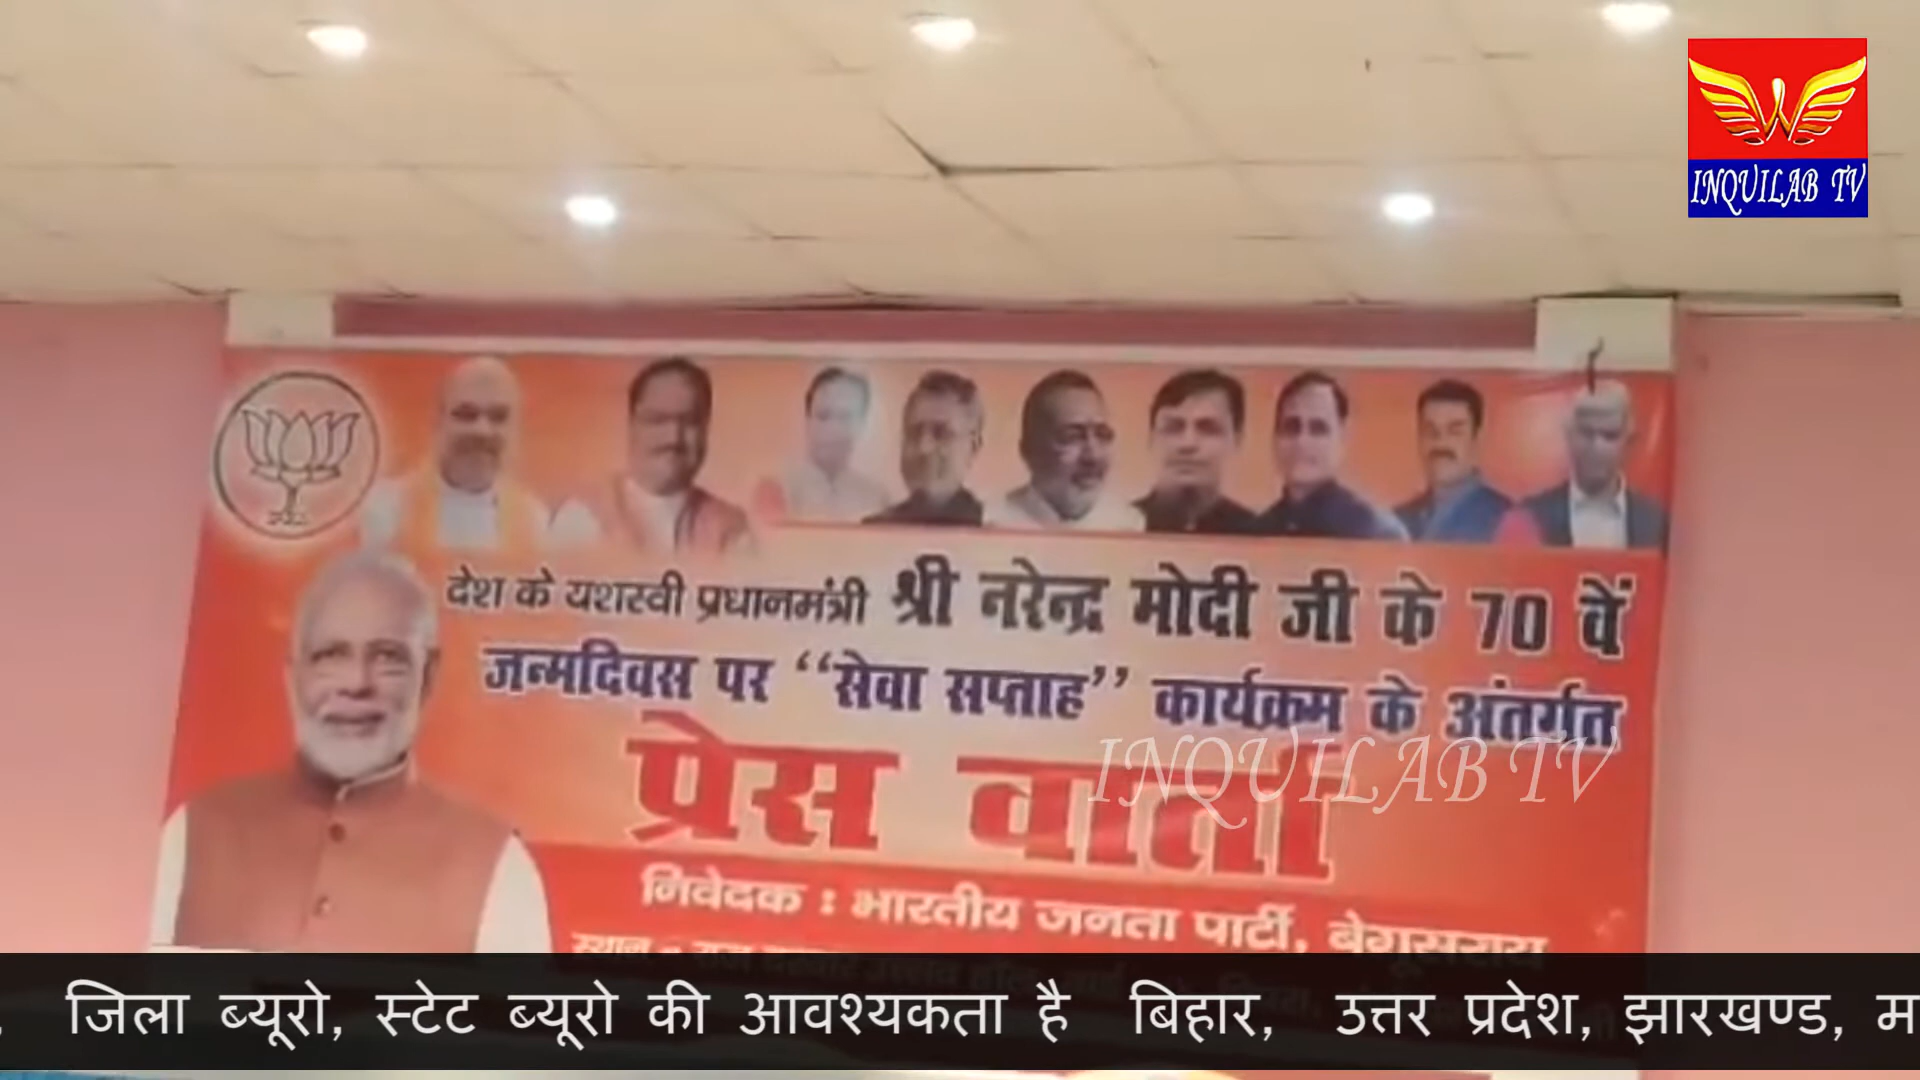 INQUILAB TV
देश के यशस्वी प्रधानमंत्री श्री नरेन्द्र मोदी जी के 70 वें
जन्मदिवस पर “सेवा सप्ताह” कार्यक्रम के अंतर्गत
प्रेस वार्ता
INQUILAB TV
निवेदक : भारतीय जनता पार्टी, बेगूसराय
स्थान -
जिला ब्यूरो, स्टेट ब्यूरो की आवश्यकता है बिहार, उत्तर प्रदेश, झारखण्ड, म